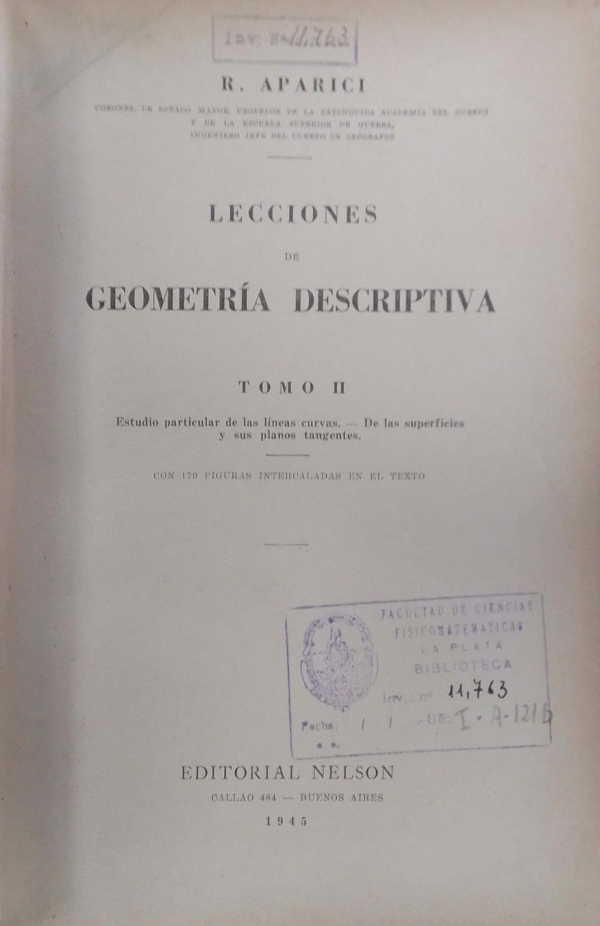 Inv. Nº 11,763
R. APARICI
CORONEL DE ESTADO MAYOR, PROFESOR DE LA EXTINGUIDA ACADEMIA DEL CUERPO
Y DE LA ESCUELA SUPERIOR DE GUERRA,
INGENIERO JEFE DEL CUERPO DE GEÓGRAFOS
LECCIONES
DE
GEOMETRÍA DESCRIPTIVA
TOMO II
Estudio particular de las líneas curvas. — De las superficies
y sus planos tangentes.
CON 179 FIGURAS INTERCALADAS EN EL TEXTO
FACULTAD DE CIENCIAS
FISICOMATEMATICAS
LA PLATA
BIBLIOTECA
Inv.: nº 11,763
Fecha: / / I-A-121
EDITORIAL NELSON
CALLAO 484 — BUENOS AIRES
1945